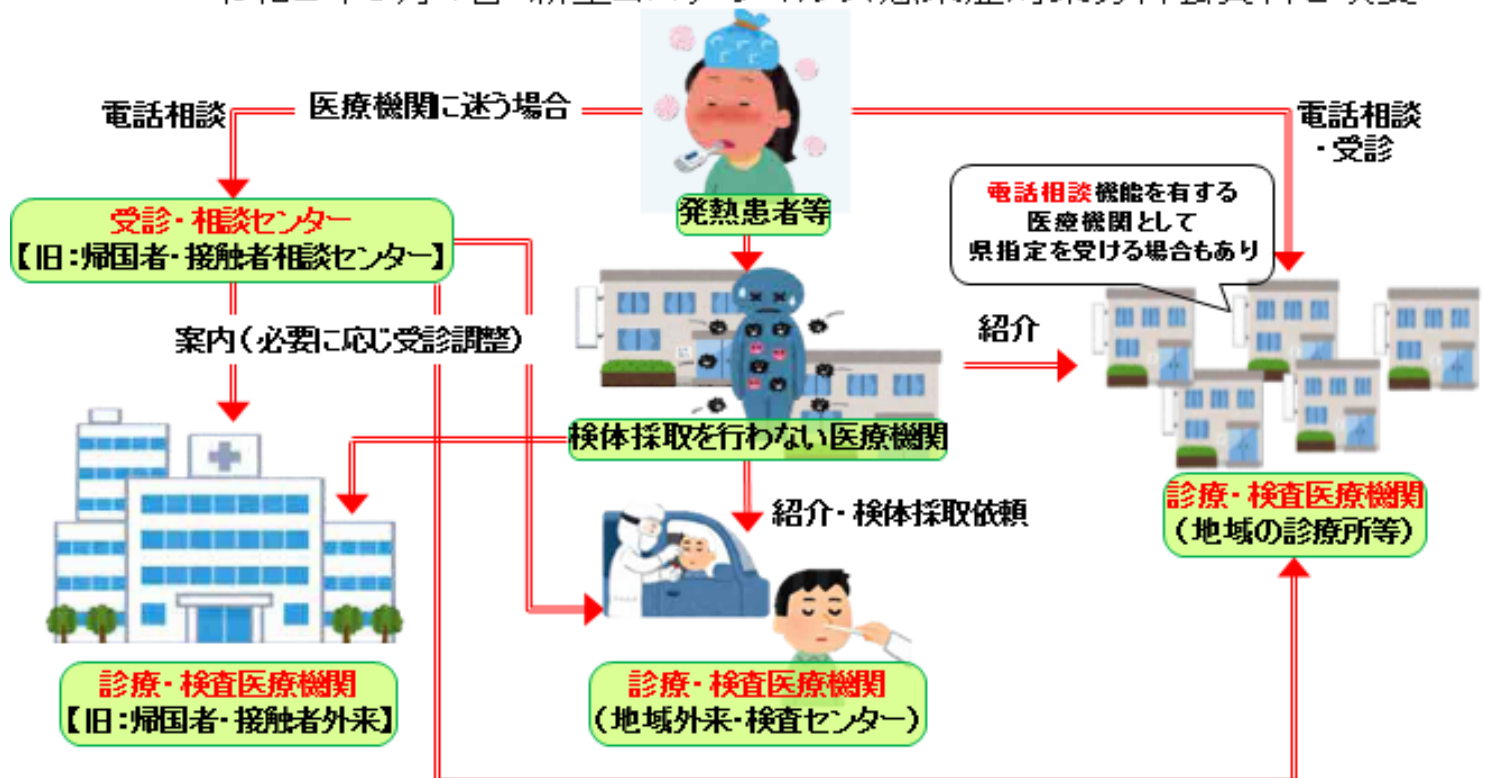 電話相談
医療機関に迷う場合
電話相談
・受診
電話相談機能を有する
医療機関として
県指定を受ける場合もあり
発熱患者等
受診・相談センター
【旧：帰国者・接触者相談センター】
案内（必要に応じ受診調整）
紹介
検体採取を行わない医療機関
紹介・検体採取依頼
診療・検査医療機関
（地域の診療所等）
診療・検査医療機関
【旧：帰国者・接触者外来】
診療・検査医療機関
（地域外来・検査センター）